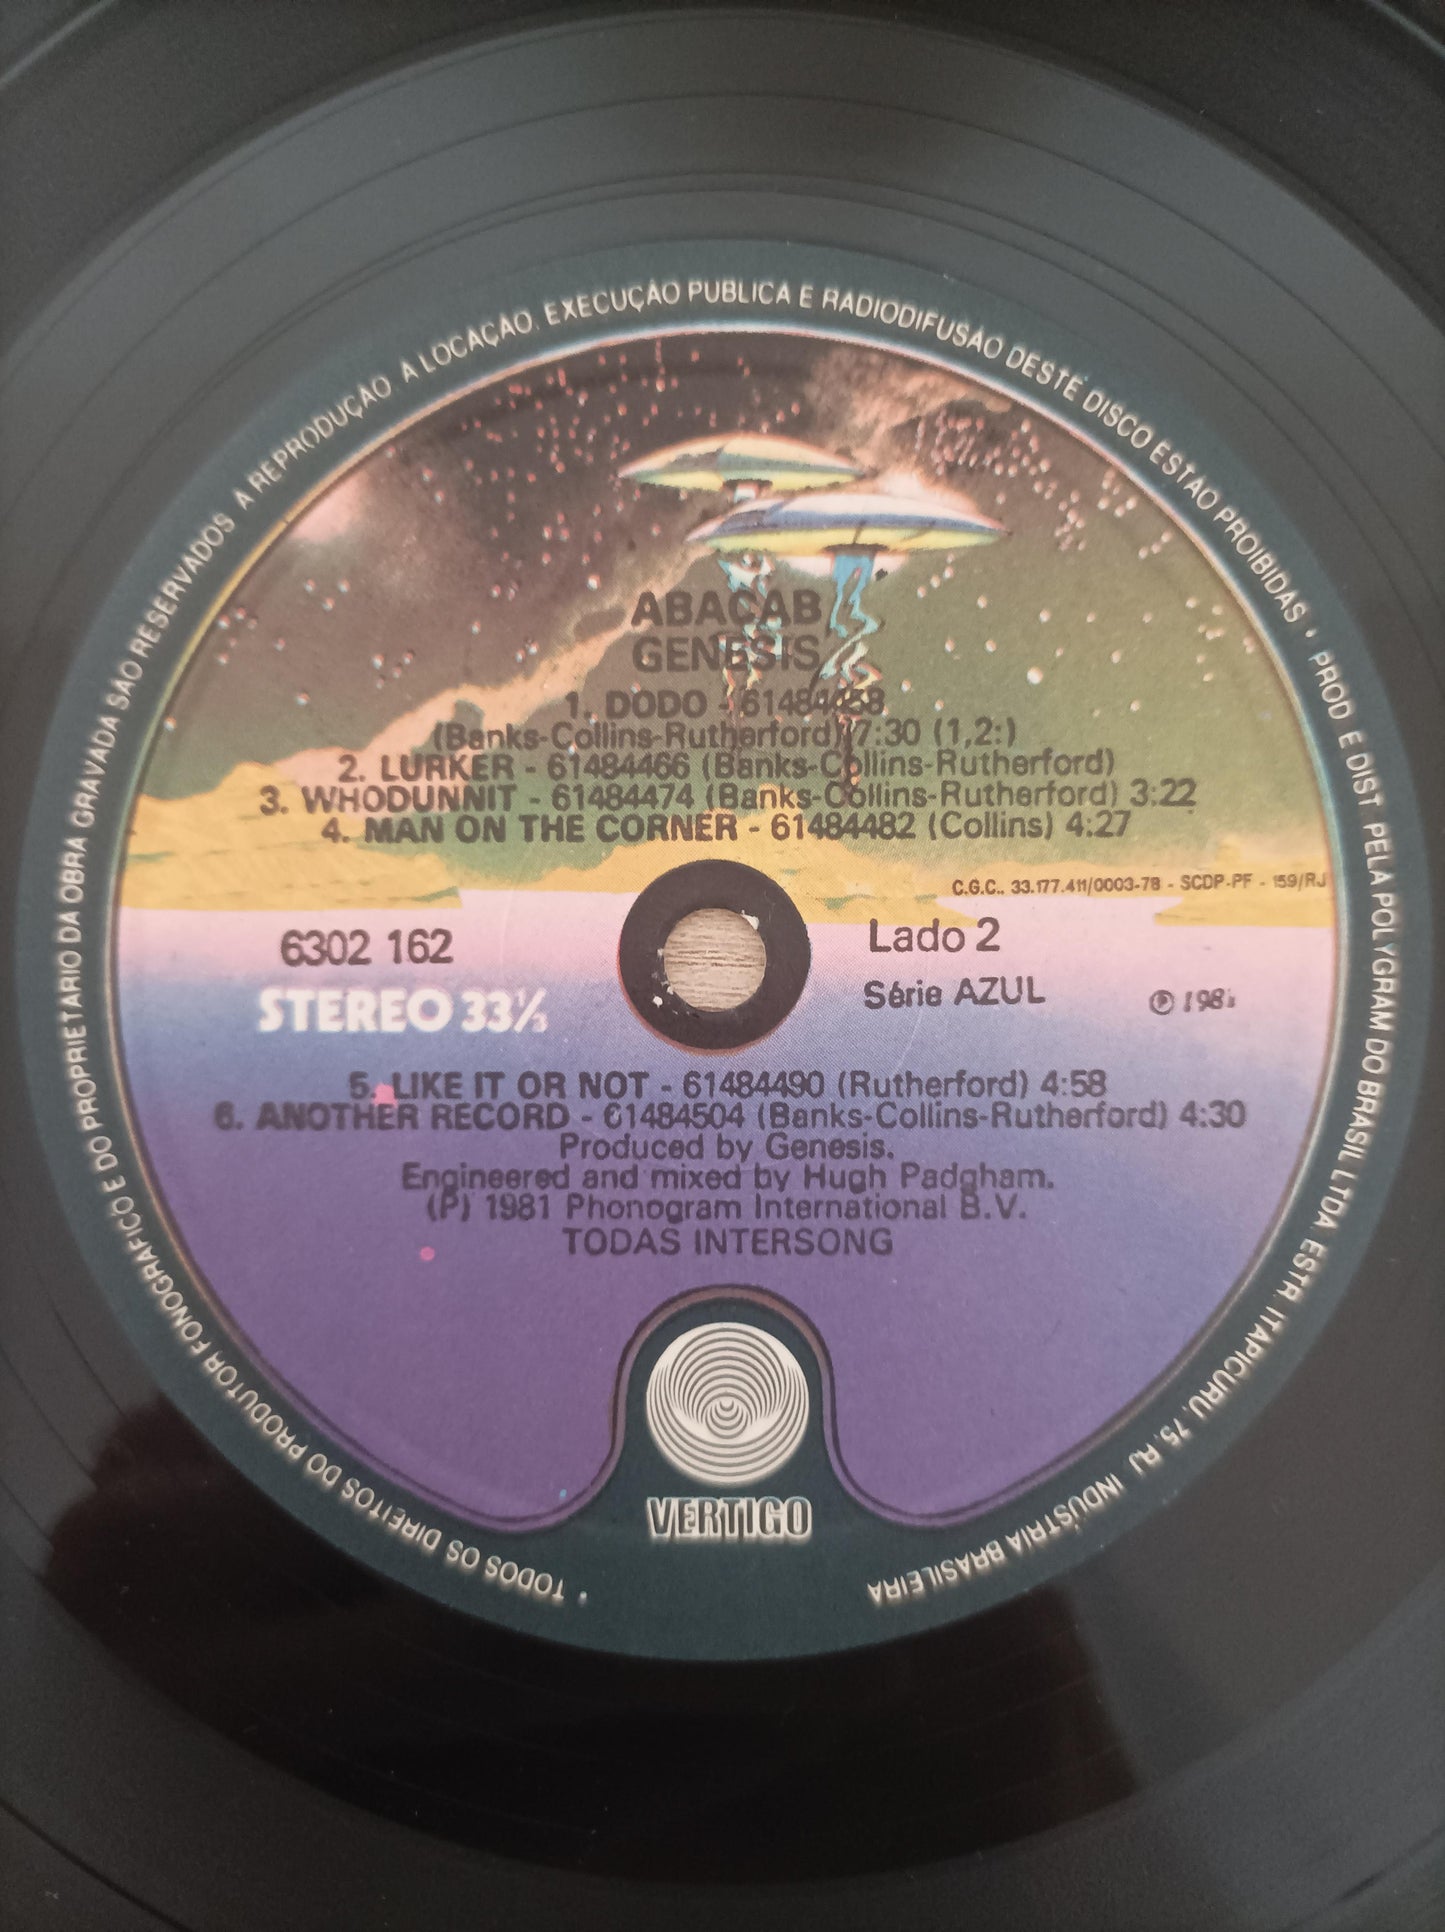 • TODOS OS DIREITOS DO PRODUTOR FONOGRAFICO E DO PROPRIETARIO DA OBRA GRAVADA SAO RESERVADOS A REPRODUÇAO. A LOCAÇAO. EXECUÇAO PUBLICA E RADIODIFUSAO DESTE DISCO ESTAO PROIBIDAS • PROD E DIST PELA POLYGRAM DO BRASIL LTDA ESTR. ITAPICURU, 75, RJ INDÚSTRIA BRASILEIRA
ABACAB
GENESIS
1. DODO - 61484458
(Banks-Collins-Rutherford) 7:30 (1,2:)
2. LURKER - 61484466 (Banks-Collins-Rutherford)
3. WHODUNNIT - 61484474 (Banks-Collins-Rutherford) 3:22
4. MAN ON THE CORNER - 61484482 (Collins) 4:27
C.G.C.. 33.177.411/0003-78 - SCDP-PF - 159/RJ
6302 162
Lado 2
STEREO 33⅓
Série AZUL
5. LIKE IT OR NOT - 61484490 (Rutherford) 4:58
6. ANOTHER RECORD - 61484504 (Banks-Collins-Rutherford) 4:30
Produced by Genesis.
Engineered and mixed by Hugh Padgham.
(P) 1981 Phonogram International B.V.
TODAS INTERSONG
VERTIGO